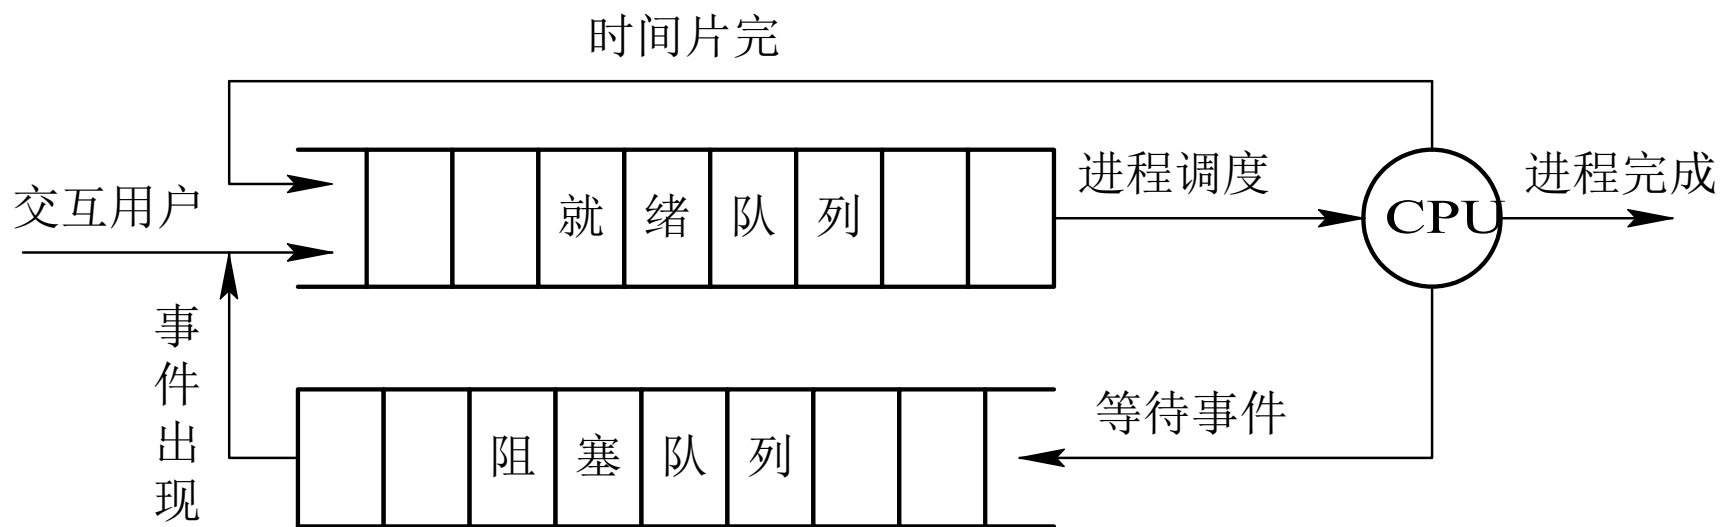 时间片完
交互用户
就绪队列
进程调度
CPU
进程完成
事件出现
阻塞队列
等待事件